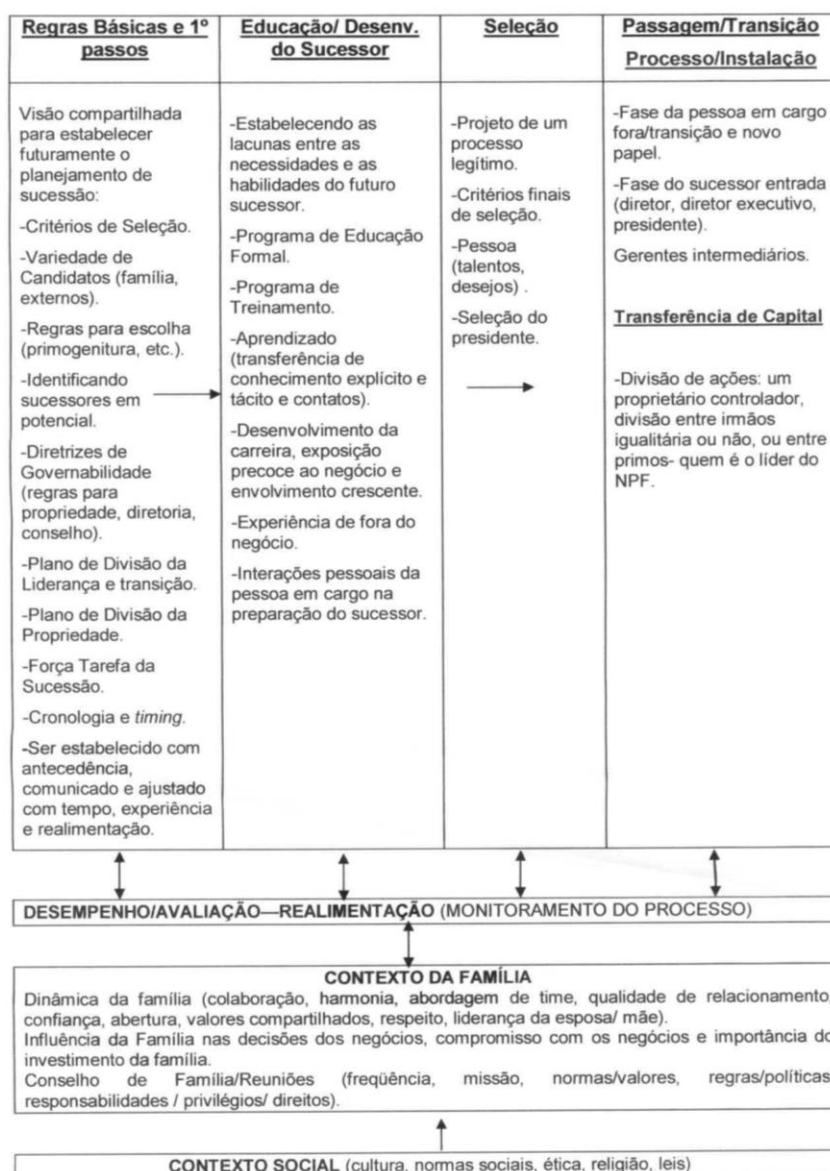 Regras Básicas e 1º
passos
Visão compartilhada
para estabelecer
futuramente o
planejamento de
sucessão:
-Critérios de Seleção.
-Variedade de
Candidatos (família,
externos).
-Regras para escolha
(primogenitura, etc.).
-Identificando
sucessores em
potencial.
-Diretrizes de
Governabilidade
(regras para
propriedade, diretoria,
conselho).
-Plano de Divisão da
Liderança e transição.
-Plano de Divisão da
Propriedade.
-Força Tarefa da
Sucessão.
-Cronologia e timing.
-Ser estabelecido com
antecedência,
comunicado e ajustado
com tempo, experiência
e realimentação.
Educação/ Desenv.
do Sucessor
-Estabelecendo as
lacunas entre as
necessidades e as
habilidades do futuro
sucessor.
-Programa de Educação
Formal.
-Programa de
Treinamento.
-Aprendizado
(transferência de
conhecimento explícito e
tácito e contatos).
-Desenvolvimento da
carreira, exposição
precoce ao negócio e
envolvimento crescente.
-Experiência de fora do
negócio.
-Interações pessoais da
pessoa em cargo na
preparação do sucessor.
Seleção
-Projeto de um
processo
legítimo.
-Critérios finais
de seleção.
-Pessoa
(talentos,
desejos) .
-Seleção do
presidente.
Passagem/Transição
Processo/Instalação
-Fase da pessoa em cargo
fora/transição e novo
papel.
-Fase do sucessor entrada
(diretor, diretor executivo,
presidente).
Gerentes intermediários.
Transferência de Capital
-Divisão de ações: um
proprietário controlador,
divisão entre irmãos
igualitária ou não, ou entre
primos- quem é o líder do
NPF.
DESEMPENHO/AVALIAÇÃO—REALIMENTAÇÃO (MONITORAMENTO DO PROCESSO)
CONTEXTO DA FAMÍLIA
Dinâmica da família (colaboração, harmonia, abordagem de time, qualidade de relacionamento,
confiança, abertura, valores compartilhados, respeito, liderança da esposa/ mãe).
Influência da Família nas decisões dos negócios, compromisso com os negócios e importância do
investimento da família.
Conselho de Família/Reuniões (freqüência, missão, normas/valores, regras/políticas
responsabilidades / privilégios/ direitos).
CONTEXTO SOCIAL (cultura, normas sociais, ética, religião, leis)